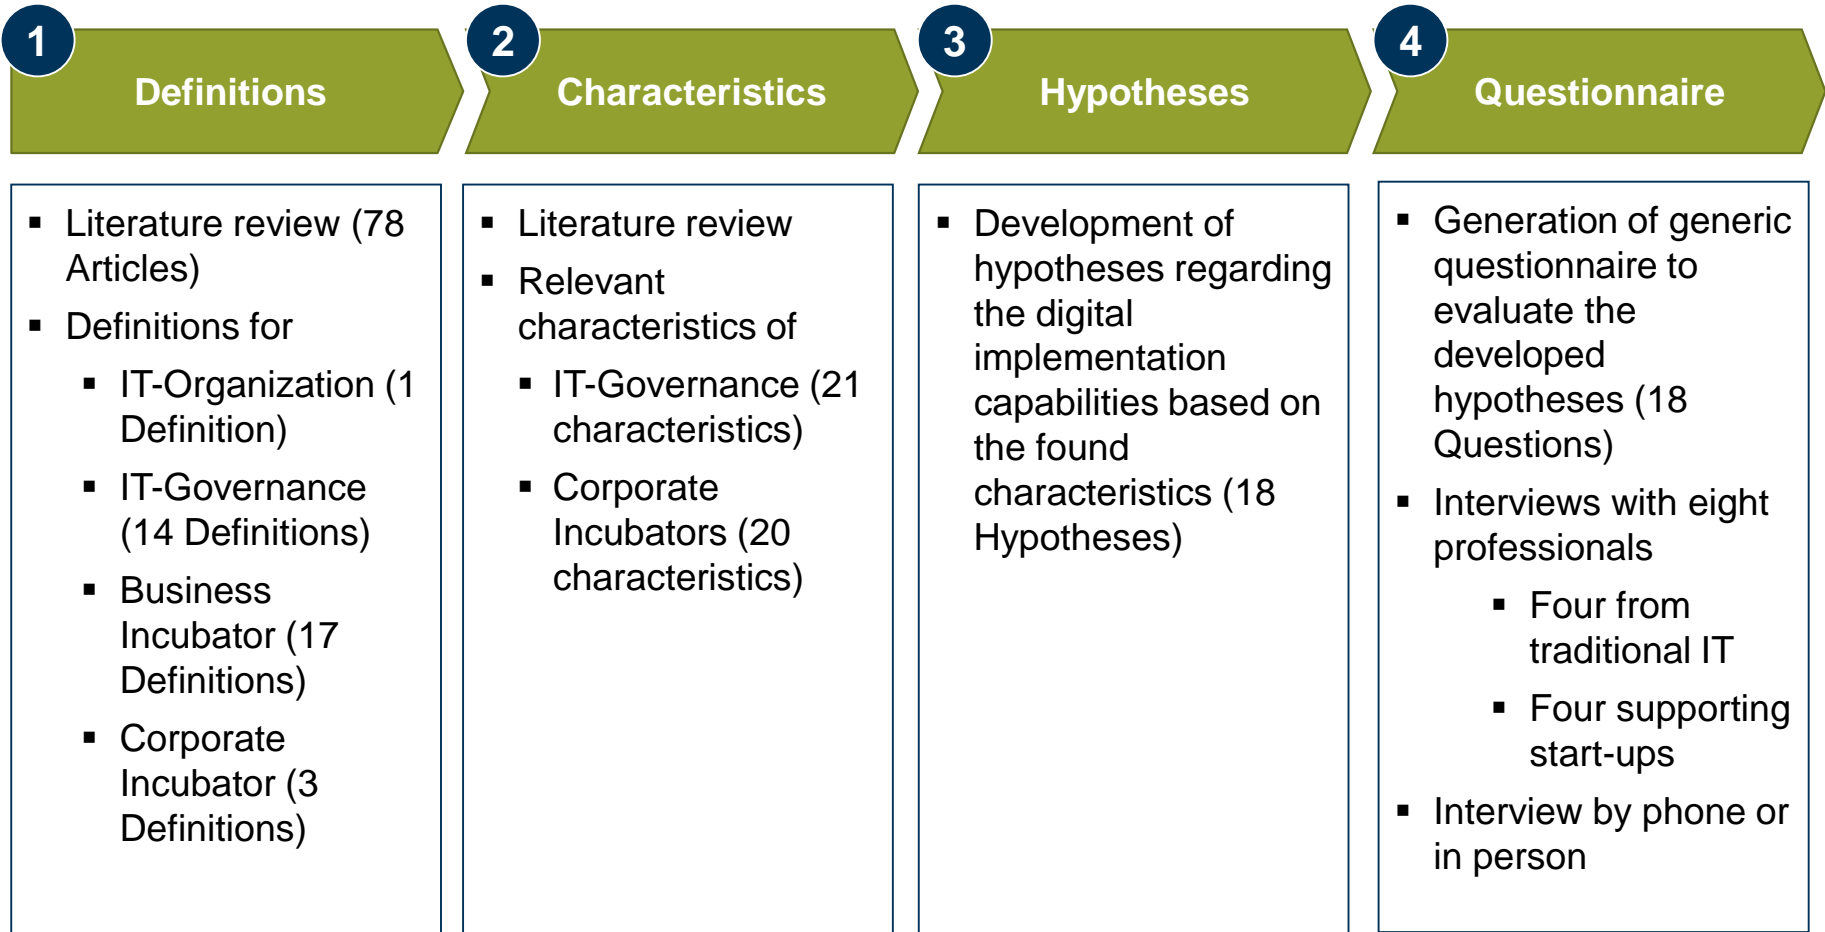 1
Definitions
▪ Literature review (78
Articles)
▪ Definitions for
▪ IT-Organization (1
Definition)
▪ IT-Governance
(14 Definitions)
▪ Business
Incubator (17
Definitions)
▪ Corporate
Incubator (3
Definitions)
2
Characteristics
▪ Literature review
▪ Relevant
characteristics of
▪ IT-Governance (21
characteristics)
▪ Corporate
Incubators (20
characteristics)
3
Hypotheses
▪ Development of
hypotheses regarding
the digital
implementation
capabilities based on
the found
characteristics (18
Hypotheses)
4
Questionnaire
▪ Generation of generic
questionnaire to
evaluate the
developed
hypotheses (18
Questions)
▪ Interviews with eight
professionals
▪ Four from
traditional IT
▪ Four supporting
start-ups
▪ Interview by phone or
in person